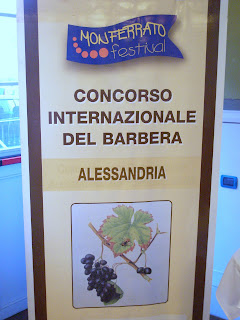 MONFERRATO
festival
CONCORSO
INTERNAZIONALE
DEL BARBERA
ALESSANDRIA